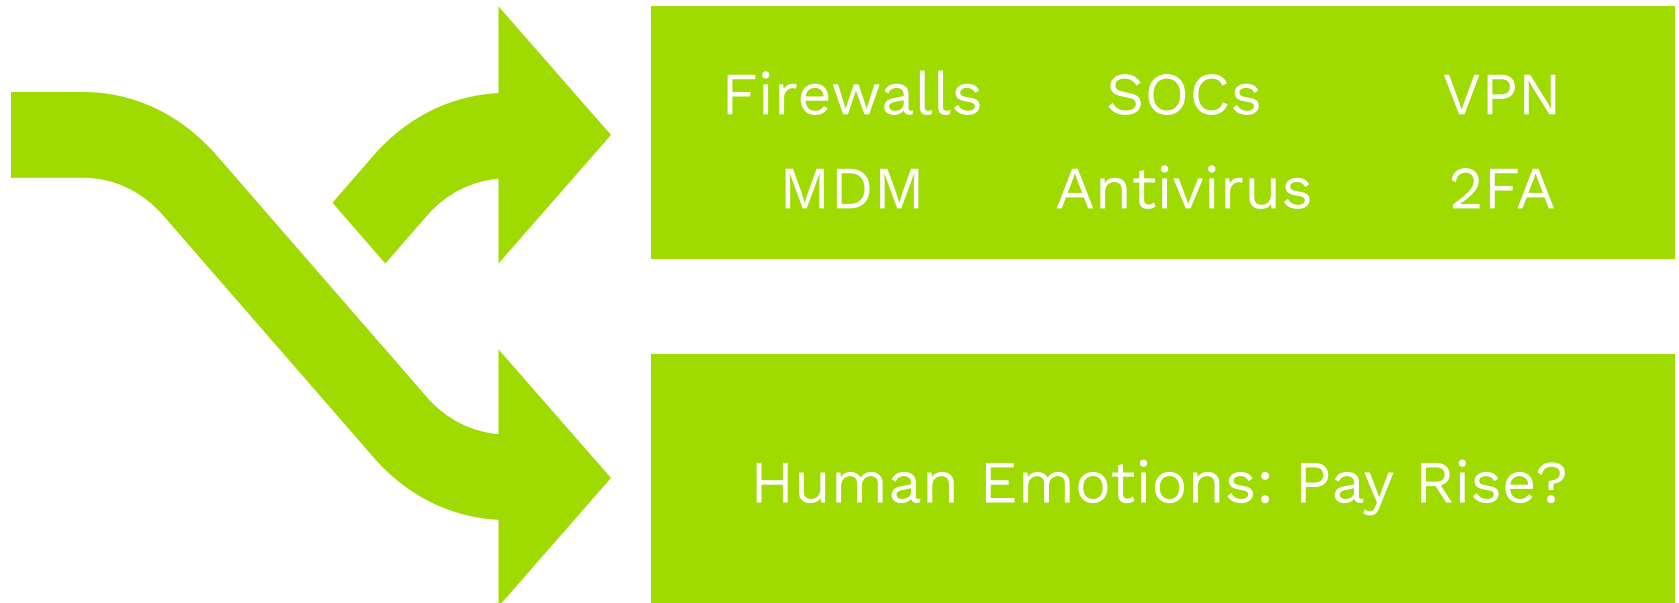 Firewalls SOCs VPN
MDM Antivirus 2FA
Human Emotions: Pay Rise?